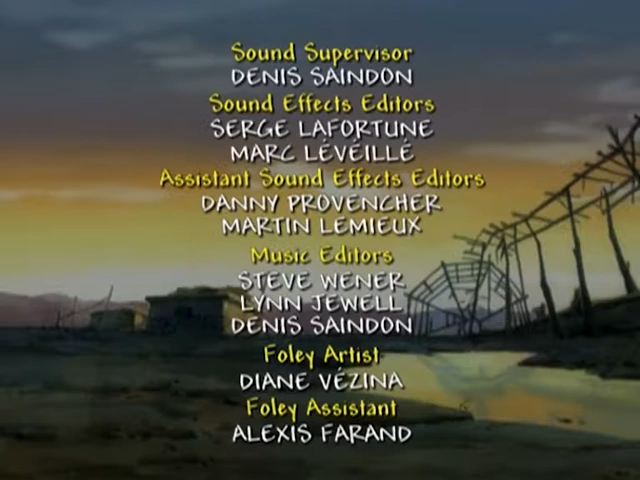 Sound Supervisor
DENIS SAINDON
Sound Effects Editors
SERGE LAFORTUNE
MARC LÉVÉILLÉ
Assistant Sound Effects Editors
DANNY PROVENCHER
MARTIN LEMIEUX
Music Editors
STEVE WENER
LYNN JEWELL
DENIS SAINDON
Foley Artist
DIANE VÉZINA
Foley Assistant
ALEXIS FARAND